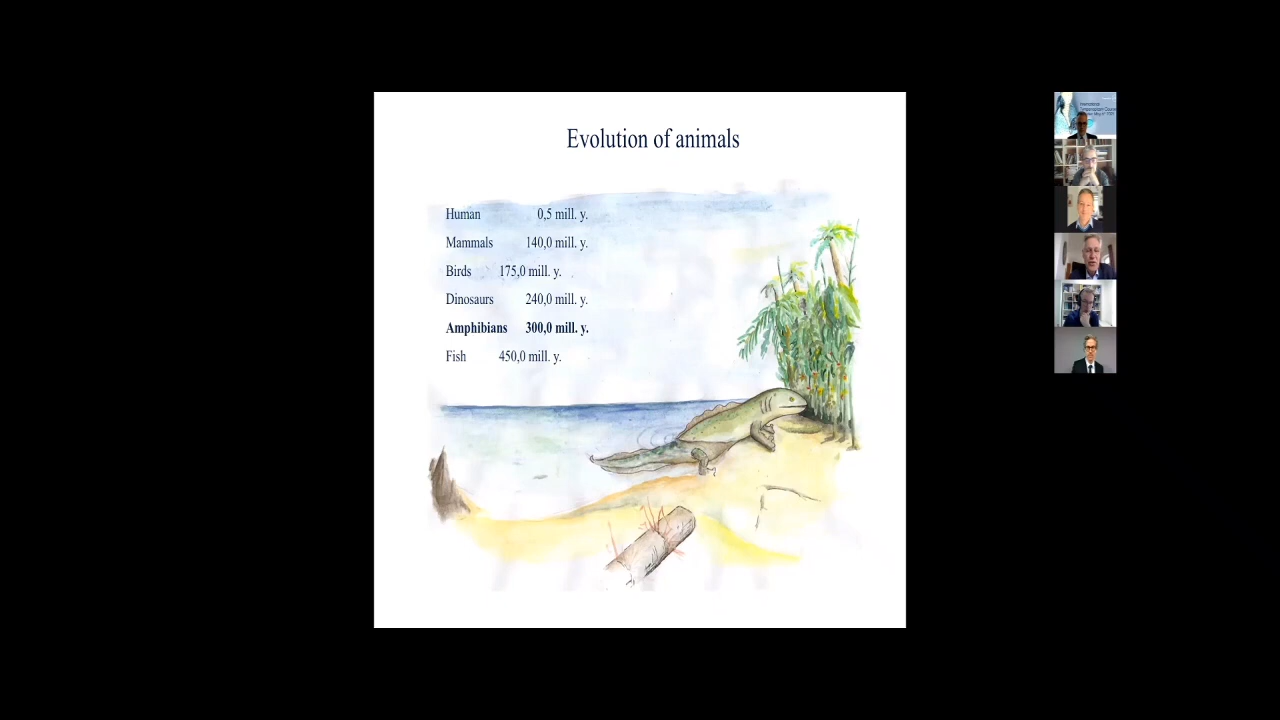 Evolution of animals
Human 0,5 mill. y.
Mammals 140,0 mill. y.
Birds 175,0 mill. y.
Dinosaurs 240,0 mill. y.
Amphibians 300,0 mill. y.
Fish 450,0 mill. y.